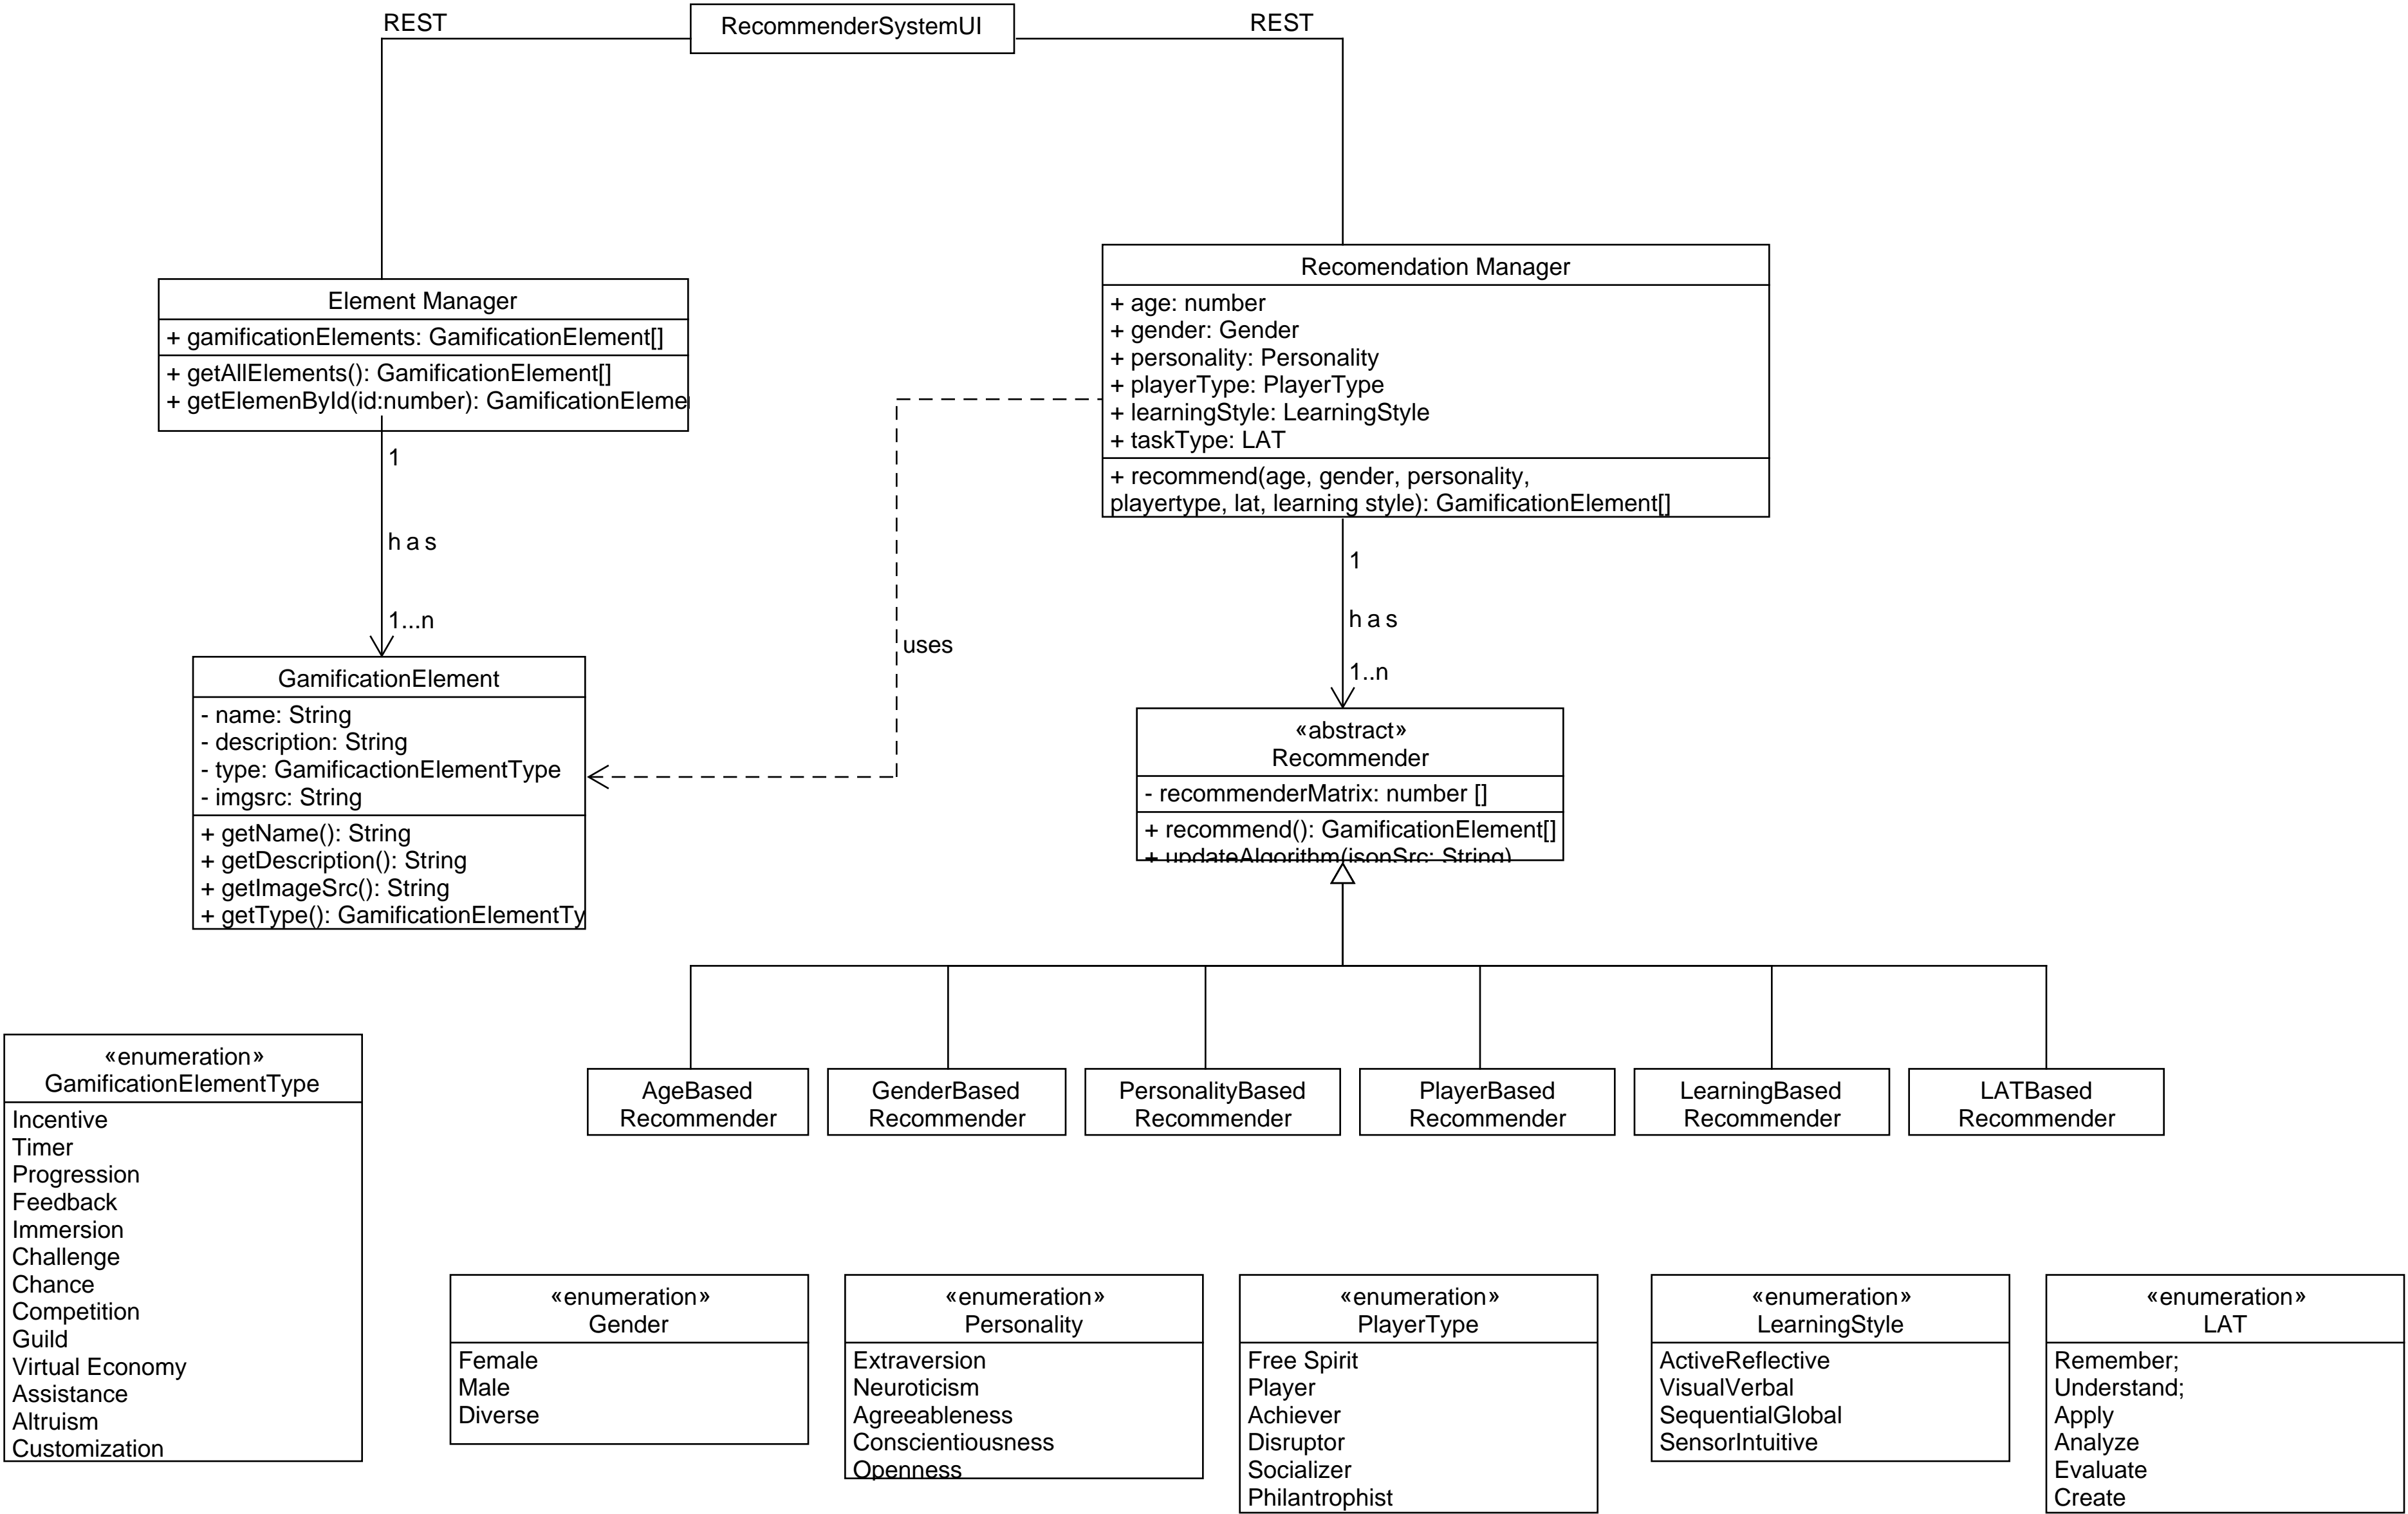 REST
RecommenderSystemUI
REST
Element Manager
+ gamificationElements: GamificationElement[]
+ getAllElements(): GamificationElement[]
+ getElemenById(id:number): GamificationEleme
1
has
1...n
Recomendation Manager
+ age: number
+ gender: Gender
+ personality: Personality
+ playerType: PlayerType
+ learningStyle: LearningStyle
+ taskType: LAT
+ recommend(age, gender, personality,
playertype, lat, learning style): GamificationElement[]
uses
1
has
1..n
GamificationElement
- name: String
- description: String
- type: GamificactionElementType
- imgsrc: String
+ getName(): String
+ getDescription(): String
+ getImageSrc(): String
+ getType(): GamificationElementTy
«abstract»
Recommender
- recommenderMatrix: number []
+ recommend(): GamificationElement[]
+ updateAlgorithm(jsonSrc: String)
AgeBased
Recommender
GenderBased
Recommender
PersonalityBased
Recommender
PlayerBased
Recommender
LearningBased
Recommender
LATBased
Recommender
«enumeration»
GamificationElementType
Incentive
Timer
Progression
Feedback
Immersion
Challenge
Chance
Competition
Guild
Virtual Economy
Assistance
Altruism
Customization
«enumeration»
Gender
Female
Male
Diverse
«enumeration»
Personality
Extraversion
Neuroticism
Agreeableness
Conscientiousness
Openness
«enumeration»
PlayerType
Free Spirit
Player
Achiever
Disruptor
Socializer
Philantrophist
«enumeration»
LearningStyle
ActiveReflective
VisualVerbal
SequentialGlobal
SensorIntuitive
«enumeration»
LAT
Remember;
Understand;
Apply
Analyze
Evaluate
Create